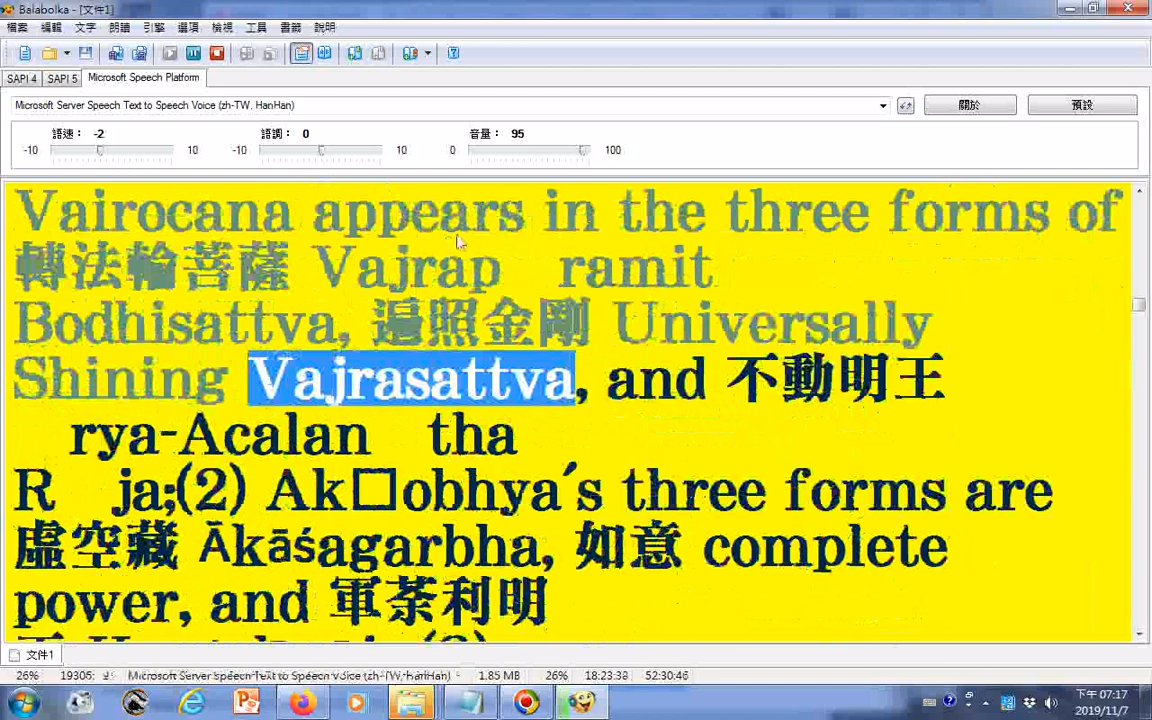 Balabolka - [文件1]
檔案 編輯 文字 朗讀 引擎 選項 檢視 工具 書籤 說明
SAPI 4 SAPI 5 Microsoft Speech Platform
Microsoft Server Speech Text to Speech Voice (zh-TW, HanHan) 關於 預設
語速： -2 語調： 0 音量： 95
-10 10 -10 10 0 100
Vairocana appears in the three forms of
轉法輪菩薩 Vajrap ramit
Bodhisattva, 遍照金剛 Universally
Shining Vajrasattva, and 不動明王
rya-Acalan tha
R ja;(2) Ak□obhya´s three forms are
虛空藏 Ākāśagarbha, 如意 complete
power, and 軍荼利明
文件1
26% 19305: Microsoft Server Speech Text to Speech Voice (zh-TW, HanHan) 1.85 MB 26% 18:23:38 52:30:46
下午 07:17
2019/11/7